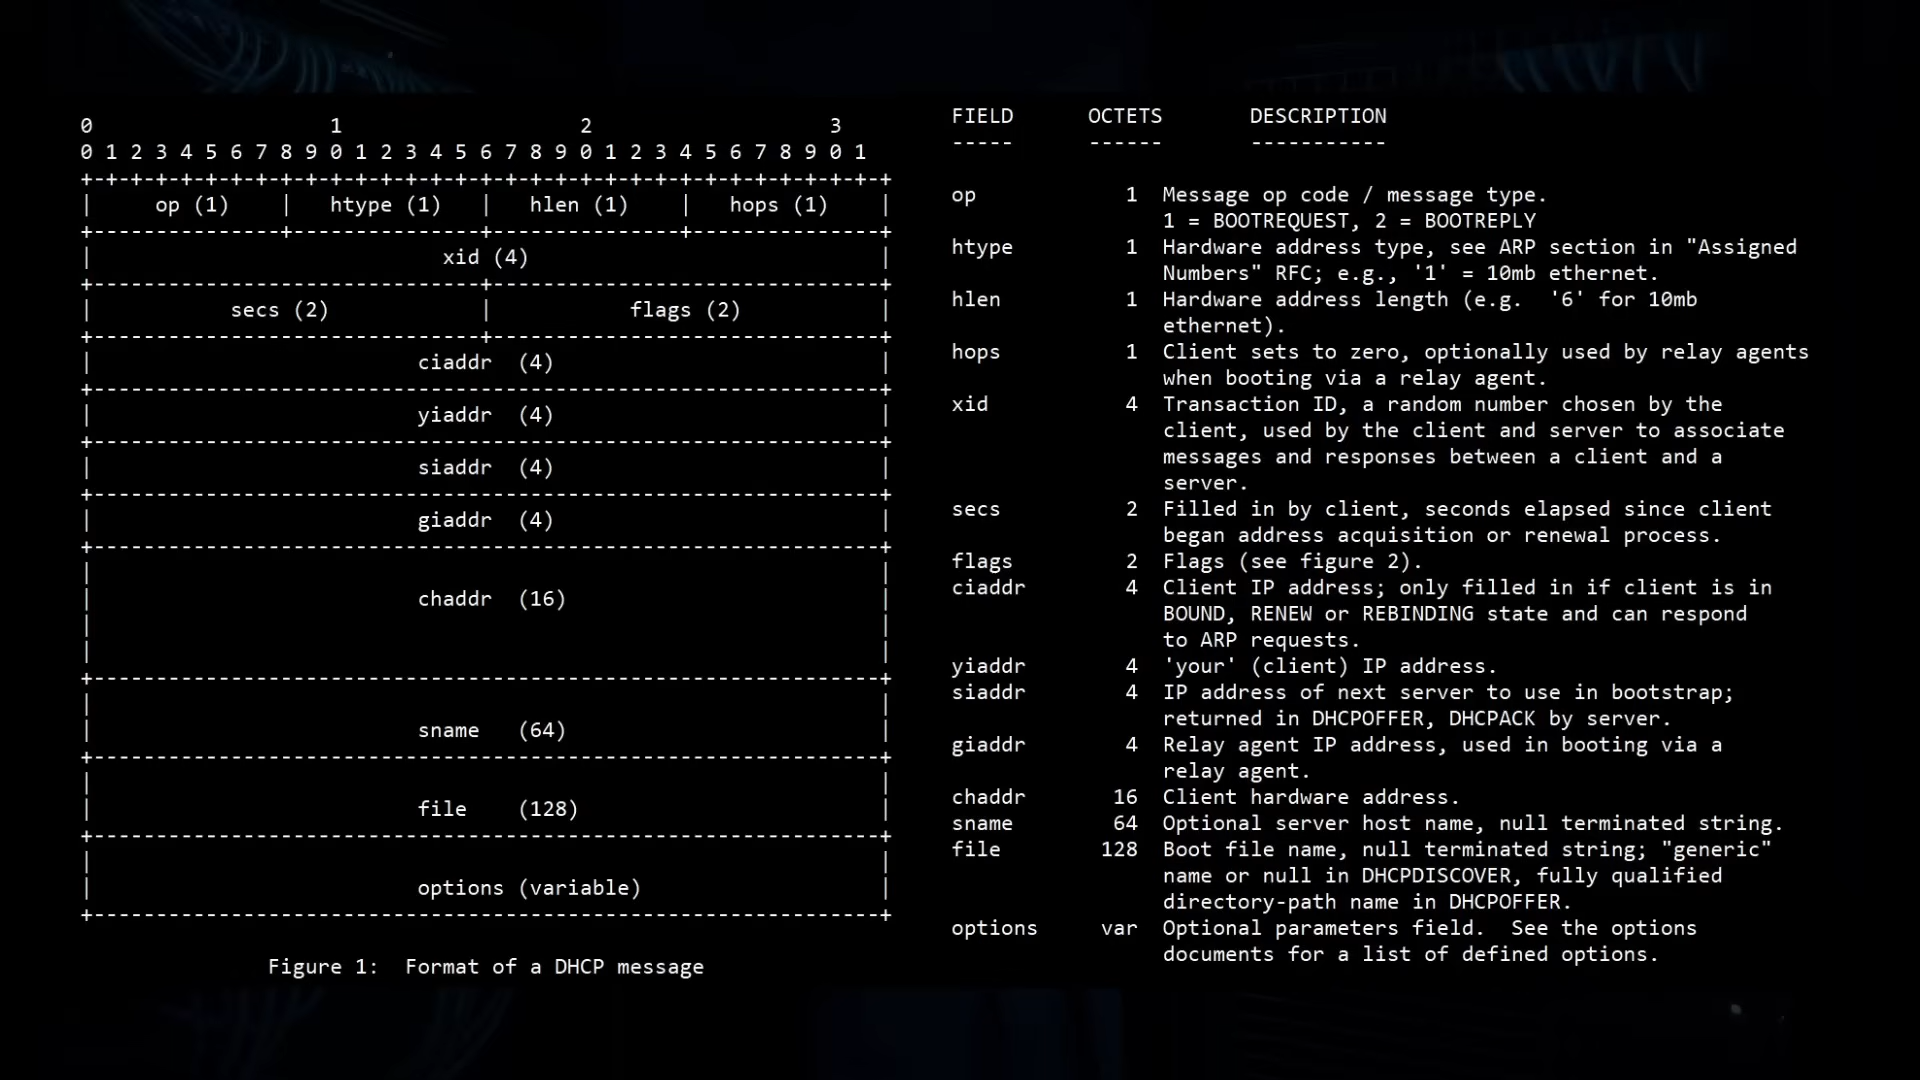 0                   1                   2                   3
0 1 2 3 4 5 6 7 8 9 0 1 2 3 4 5 6 7 8 9 0 1 2 3 4 5 6 7 8 9 0 1
+-+-+-+-+-+-+-+-+-+-+-+-+-+-+-+-+-+-+-+-+-+-+-+-+-+-+-+-+-+-+-+-+
|     op (1)    |   htype (1)   |   hlen (1)    |   hops (1)    |
+---------------+---------------+---------------+---------------+
|                            xid (4)                            |
+-------------------------------+-------------------------------+
|           secs (2)            |           flags (2)           |
+-------------------------------+-------------------------------+
|                          ciaddr  (4)                          |
+---------------------------------------------------------------+
|                          yiaddr  (4)                          |
+---------------------------------------------------------------+
|                          siaddr  (4)                          |
+---------------------------------------------------------------+
|                          giaddr  (4)                          |
+---------------------------------------------------------------+
|                                                               |
|                          chaddr  (16)                         |
|                                                               |
|                                                               |
+---------------------------------------------------------------+
|                                                               |
|                          sname   (64)                         |
+---------------------------------------------------------------+
|                                                               |
|                          file    (128)                        |
+---------------------------------------------------------------+
|                                                               |
|                          options (variable)                   |
+---------------------------------------------------------------+
Figure 1:  Format of a DHCP message
FIELD      OCTETS       DESCRIPTION
-----      ------       -----------
op            1  Message op code / message type.
1 = BOOTREQUEST, 2 = BOOTREPLY
htype         1  Hardware address type, see ARP section in "Assigned
Numbers" RFC; e.g., '1' = 10mb ethernet.
hlen          1  Hardware address length (e.g.  '6' for 10mb
ethernet).
hops          1  Client sets to zero, optionally used by relay agents
when booting via a relay agent.
xid           4  Transaction ID, a random number chosen by the
client, used by the client and server to associate
messages and responses between a client and a
server.
secs          2  Filled in by client, seconds elapsed since client
began address acquisition or renewal process.
flags         2  Flags (see figure 2).
ciaddr        4  Client IP address; only filled in if client is in
BOUND, RENEW or REBINDING state and can respond
to ARP requests.
yiaddr        4  'your' (client) IP address.
siaddr        4  IP address of next server to use in bootstrap;
returned in DHCPOFFER, DHCPACK by server.
giaddr        4  Relay agent IP address, used in booting via a
relay agent.
chaddr       16  Client hardware address.
sname        64  Optional server host name, null terminated string.
file        128  Boot file name, null terminated string; "generic"
name or null in DHCPDISCOVER, fully qualified
directory-path name in DHCPOFFER.
options     var  Optional parameters field.  See the options
documents for a list of defined options.